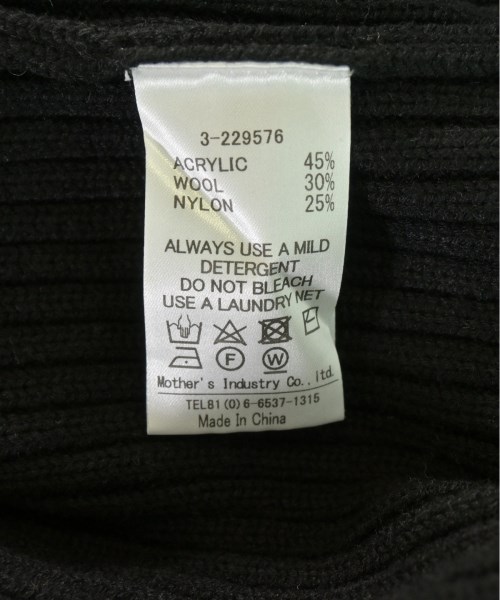 3-229576
ACRYLIC 45%
WOOL 30%
NYLON 25%
ALWAYS USE A MILD
DETERGENT
DO NOT BLEACH
USE A LAUNDRY NET
F W
Mother's Industry Co., ltd.
TEL81(0)6-6537-1315
Made In China